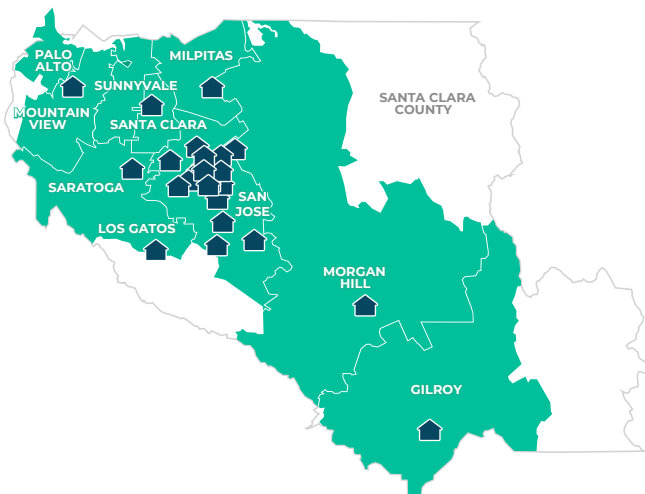 PALO
ALTO
MILPITAS
SUNNYVALE
MOUNTAIN
VIEW
SANTA CLARA
SANTA CLARA
COUNTY
SARATOGA
SAN
JOSE
LOS GATOS
MORGAN
HILL
GILROY